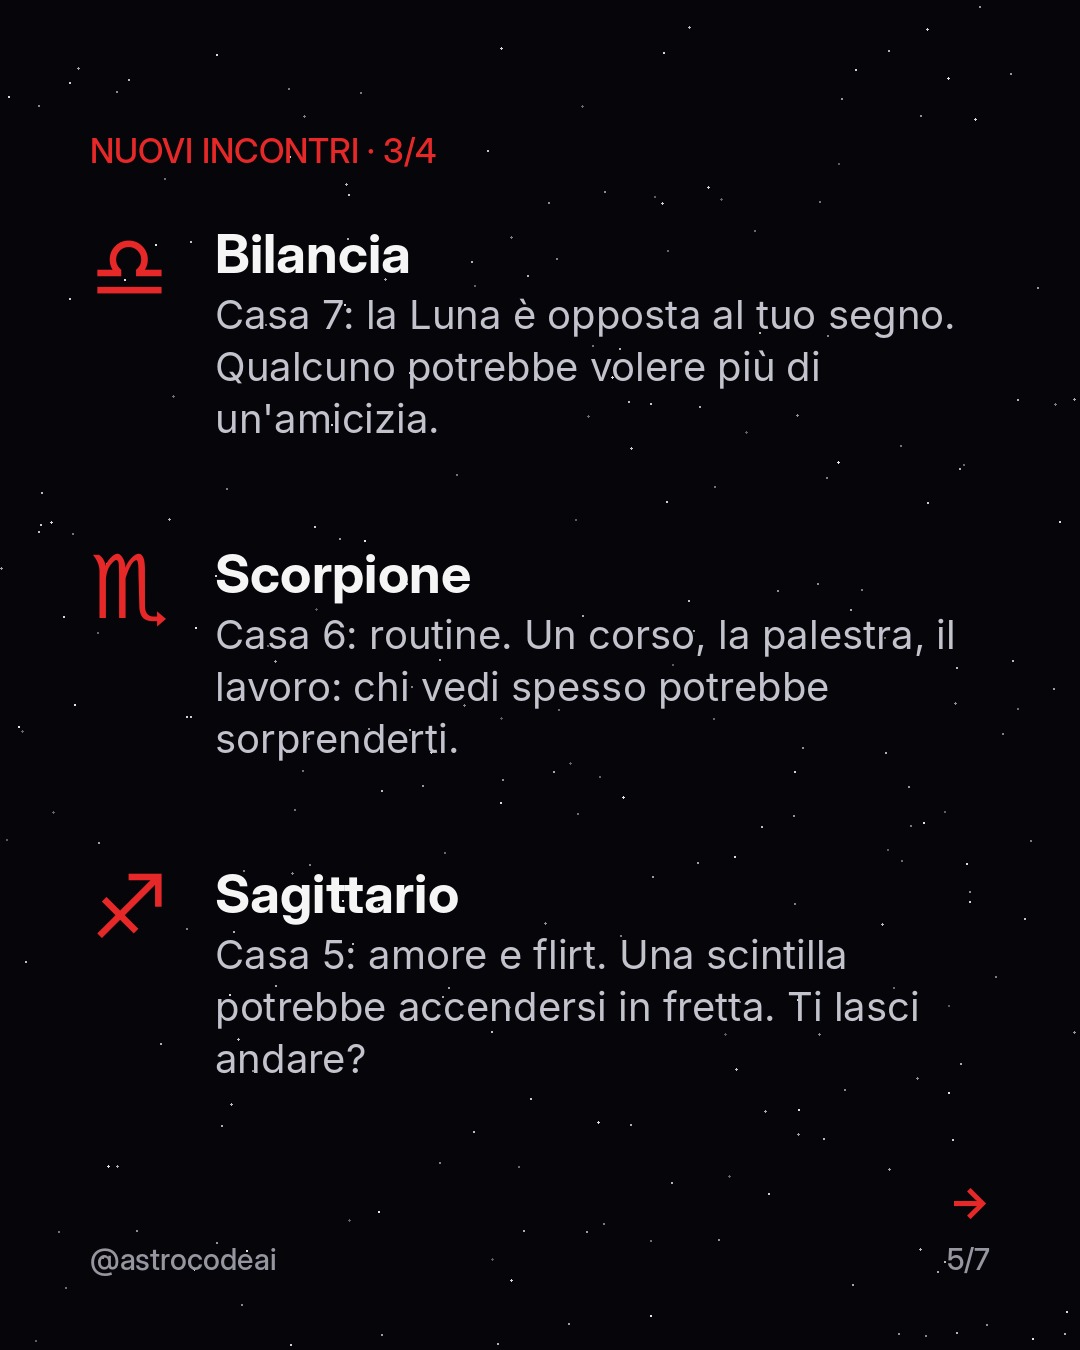 NUOVI INCONTRI · 3/4
Bilancia
Casa 7: la Luna è opposta al tuo segno.
Qualcuno potrebbe volere più di
un'amicizia.
Scorpione
Casa 6: routine. Un corso, la palestra, il
lavoro: chi vedi spesso potrebbe
sorprenderti.
Sagittario
Casa 5: amore e flirt. Una scintilla
potrebbe accendersi in fretta. Ti lasci
andare?
→
@astrocodeai
5/7